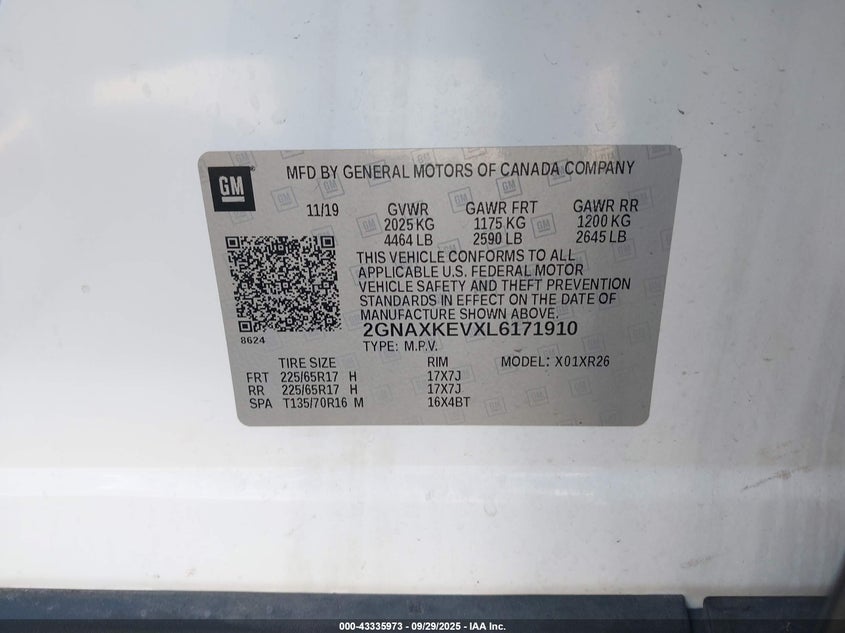 GM
MFD BY GENERAL MOTORS OF CANADA COMPANY
11/19 GVWR GAWR FRT GAWR RR
2025 KG 1175 KG 1200 KG
4464 LB 2590 LB 2645 LB
THIS VEHICLE CONFORMS TO ALL
APPLICABLE U.S. FEDERAL MOTOR
VEHICLE SAFETY AND THEFT PREVENTION
STANDARDS IN EFFECT ON THE DATE OF
MANUFACTURE SHOWN ABOVE.
8624
2GNAXKEVXL6171910
TYPE: M.P.V.
TIRE SIZE RIM MODEL: X01XR26
FRT 225/65R17 H 17X7J
RR 225/65R17 H 17X7J
SPA T135/70R16 M 16X4BT
000-43335973 | 09/29/2025 - IAA Inc.